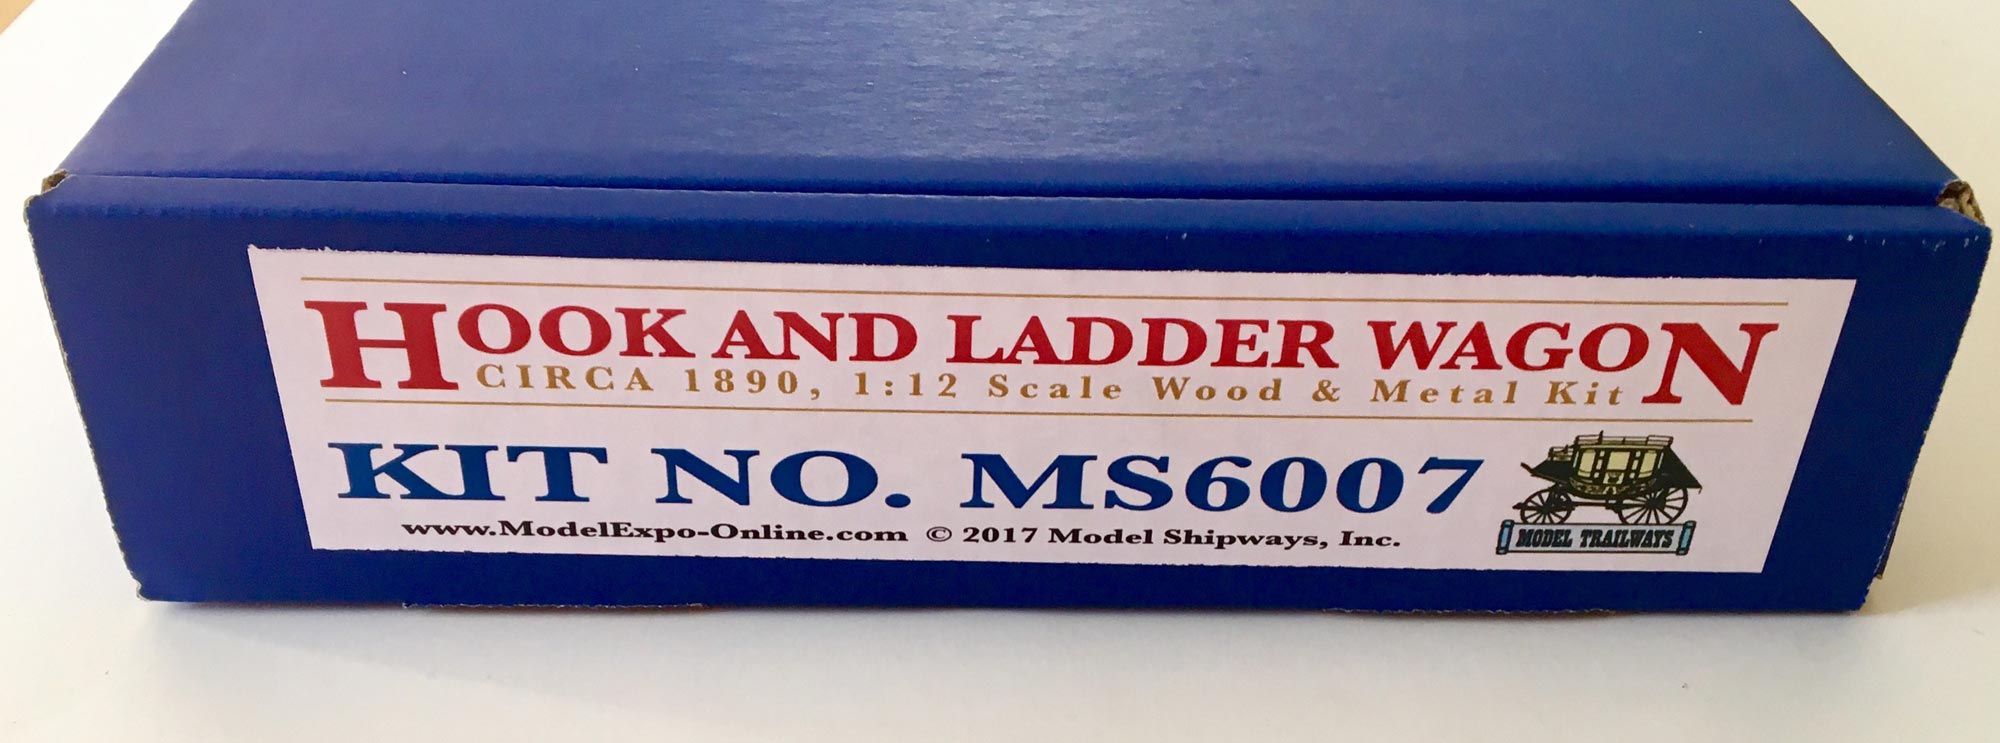 HOOK AND LADDER WAGON
CIRCA 1890, 1:12 Scale Wood & Metal Kit
KIT NO. MS6007
www.ModelExpo-Online.com © 2017 Model Shipways, Inc.
MODEL TRAILWAYS